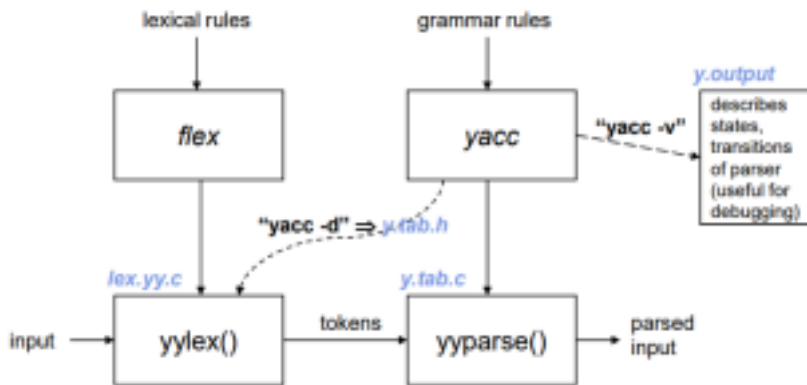 lexical rules
grammar rules
y.output
flex
yacc
"yacc -v"
describes
states,
transitions
of parser
(useful for
debugging)
"yacc -d" ⇒ y.tab.h
lex.yy.c
y.tab.c
input
yylex()
tokens
yyparse()
parsed
input